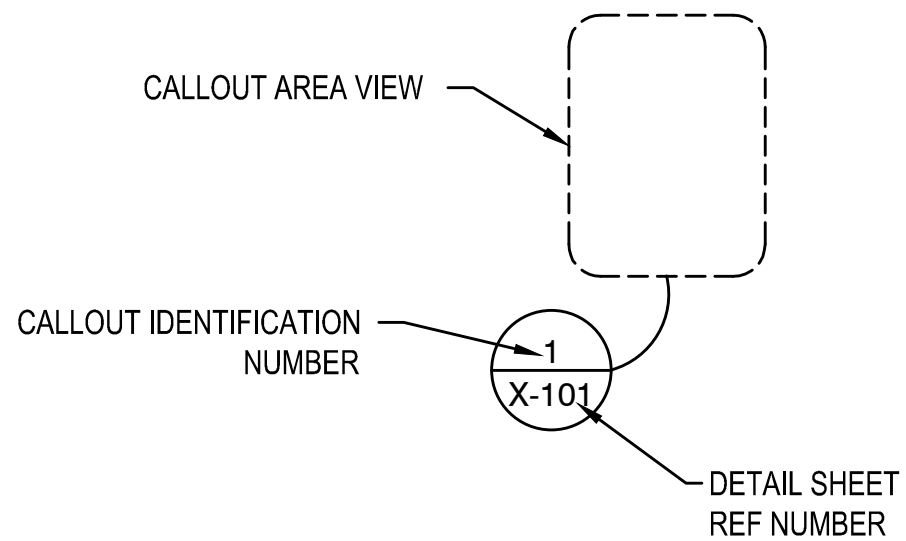 CALLOUT AREA VIEW
CALLOUT IDENTIFICATION
NUMBER
1
X-101
DETAIL SHEET
REF NUMBER